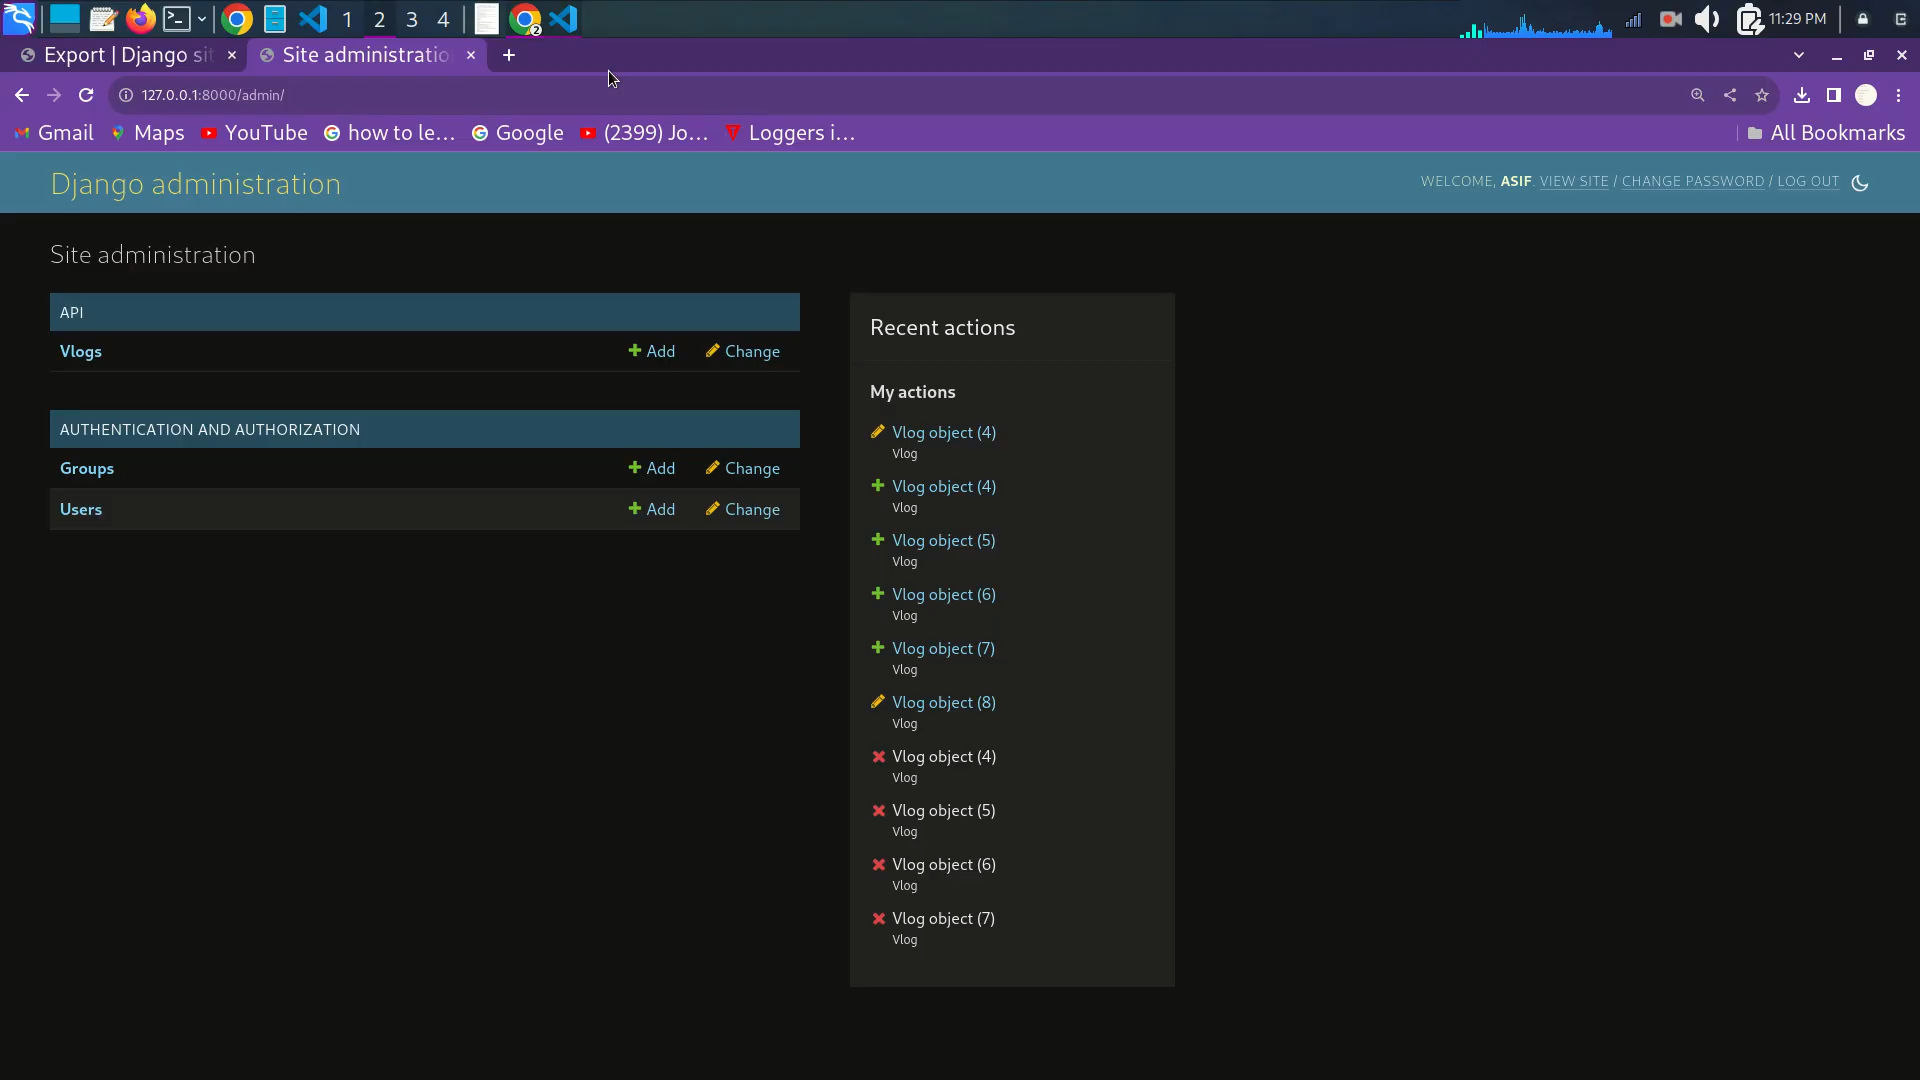 1 2 3 4 2 11:29 PM
Export | Django sit
Site administratio
127.0.0.1:8000/admin/
Gmail Maps YouTube how to le... Google (2399) Jo... Loggers i... All Bookmarks
Django administration
WELCOME, ASIF. VIEW SITE / CHANGE PASSWORD / LOG OUT
Site administration
API
Vlogs Add Change
AUTHENTICATION AND AUTHORIZATION
Groups Add Change
Users Add Change
Recent actions
My actions
Vlog object (4)
Vlog
Vlog object (4)
Vlog
Vlog object (5)
Vlog
Vlog object (6)
Vlog
Vlog object (7)
Vlog
Vlog object (8)
Vlog
Vlog object (4)
Vlog
Vlog object (5)
Vlog
Vlog object (6)
Vlog
Vlog object (7)
Vlog